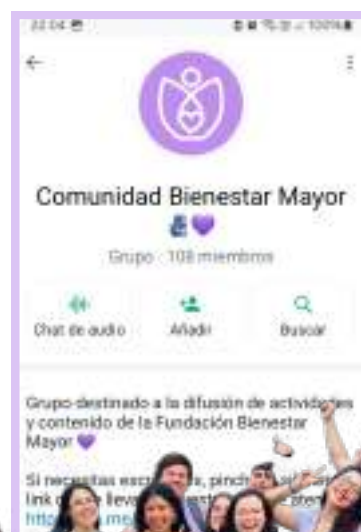 22:04
Comunidad Bienestar Mayor
Grupo · 108 miembros
Chat de audio Añadir Buscar
Grupo destinado a la difusión de actividades
y contenido de la Fundación Bienestar
Mayor
Si necesitas
link